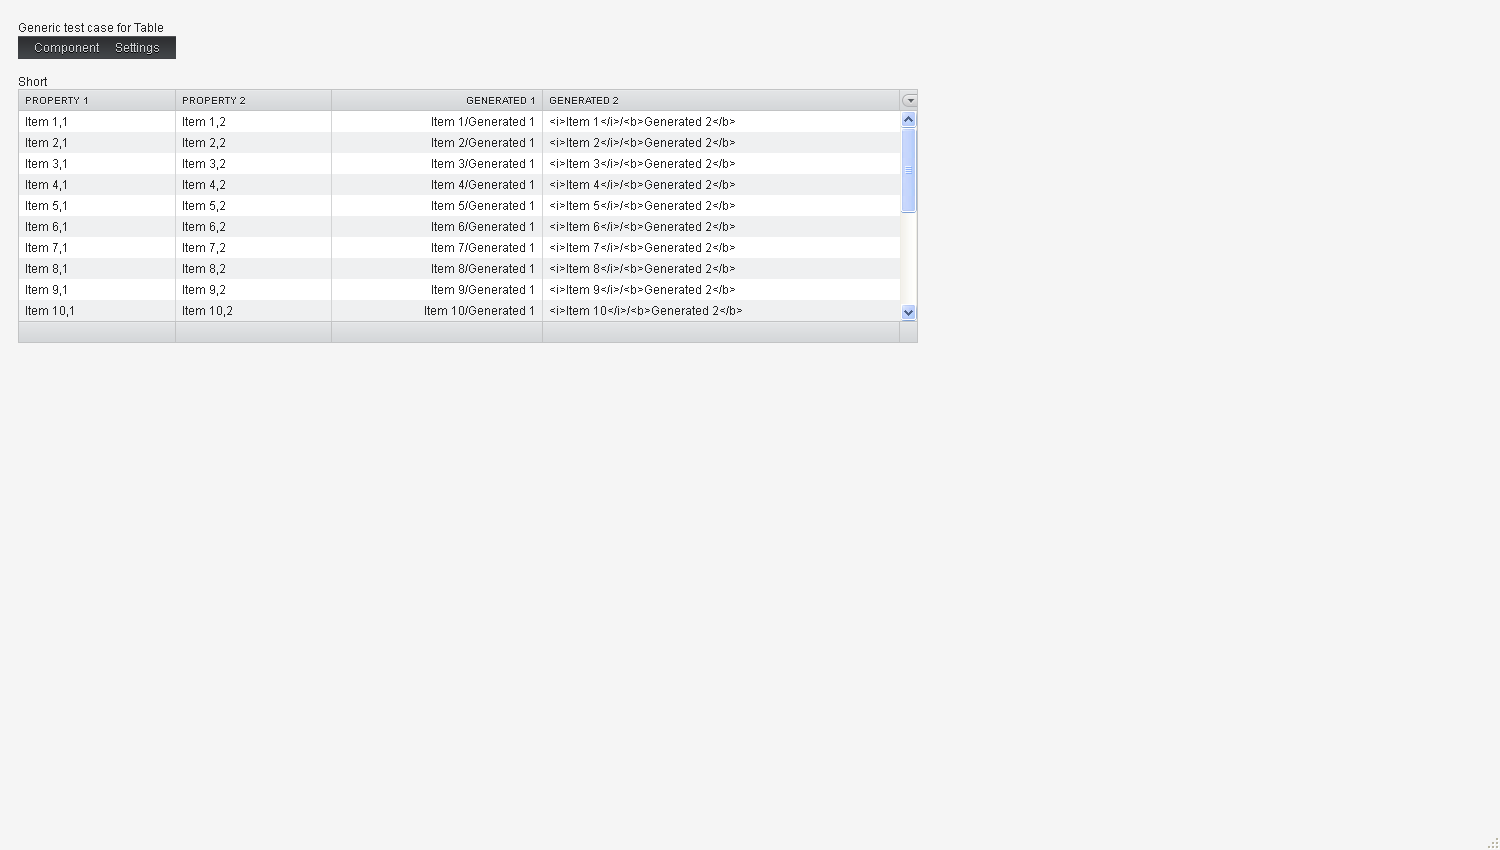 Generic test case for Table
Component Settings
Short
PROPERTY 1 PROPERTY 2 GENERATED 1 GENERATED 2
Item 1,1 Item 1,2 Item 1/Generated 1 <i>Item 1</i>/<b>Generated 2</b>
Item 2,1 Item 2,2 Item 2/Generated 1 <i>Item 2</i>/<b>Generated 2</b>
Item 3,1 Item 3,2 Item 3/Generated 1 <i>Item 3</i>/<b>Generated 2</b>
Item 4,1 Item 4,2 Item 4/Generated 1 <i>Item 4</i>/<b>Generated 2</b>
Item 5,1 Item 5,2 Item 5/Generated 1 <i>Item 5</i>/<b>Generated 2</b>
Item 6,1 Item 6,2 Item 6/Generated 1 <i>Item 6</i>/<b>Generated 2</b>
Item 7,1 Item 7,2 Item 7/Generated 1 <i>Item 7</i>/<b>Generated 2</b>
Item 8,1 Item 8,2 Item 8/Generated 1 <i>Item 8</i>/<b>Generated 2</b>
Item 9,1 Item 9,2 Item 9/Generated 1 <i>Item 9</i>/<b>Generated 2</b>
Item 10,1 Item 10,2 Item 10/Generated 1 <i>Item 10</i>/<b>Generated 2</b>